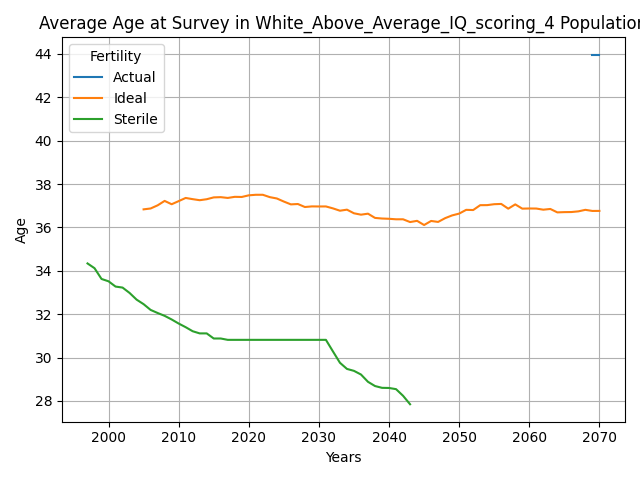 Average Age at Survey in White_Above_Average_IQ_scoring_4 Population
Fertility
Actual
Ideal
Sterile
Age
44
42
40
38
36
34
32
30
28
2000 2010 2020 2030 2040 2050 2060 2070
Years